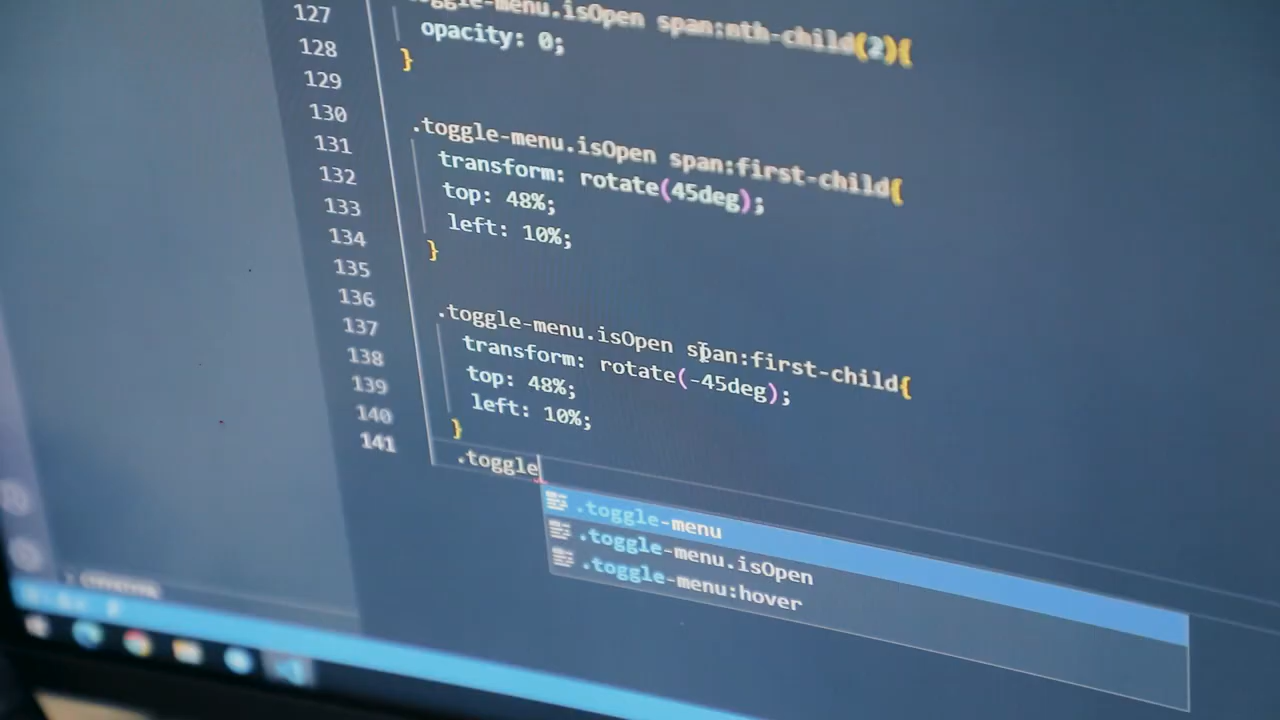 127 .toggle-menu.isOpen span:nth-child(2){
128 opacity: 0;
129 }
130
131 .toggle-menu.isOpen span:first-child{
132 transform: rotate(45deg);
133 top: 48%;
134 left: 10%;
135 }
136
137 .toggle-menu.isOpen span:first-child{
138 transform: rotate(-45deg);
139 top: 48%;
140 left: 10%;
141 }
.toggle
.toggle-menu
.toggle-menu.isOpen
.toggle-menu:hover